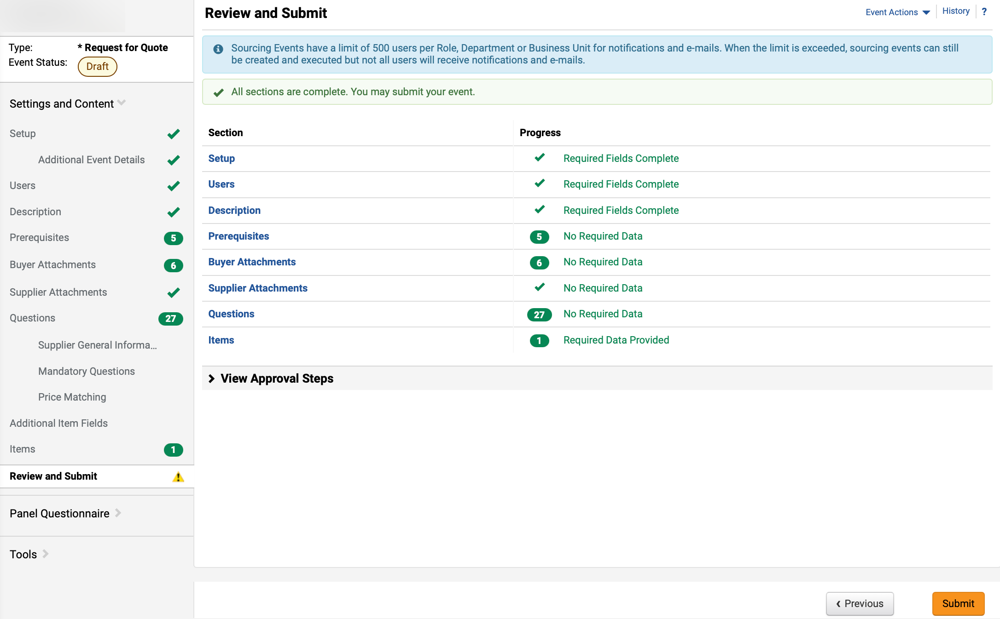 Type: * Request for Quote
Event Status: Draft
Settings and Content
Setup
Additional Event Details
Users
Description
Prerequisites 5
Buyer Attachments 6
Supplier Attachments
Questions 27
Supplier General Informa...
Mandatory Questions
Price Matching
Additional Item Fields
Items 1
Review and Submit
Panel Questionnaire
Tools
Review and Submit
Event Actions History ?
Sourcing Events have a limit of 500 users per Role, Department or Business Unit for notifications and e-mails. When the limit is exceeded, sourcing events can still
be created and executed but not all users will receive notifications and e-mails.
All sections are complete. You may submit your event.
Section Progress
Setup Required Fields Complete
Users Required Fields Complete
Description Required Fields Complete
Prerequisites 5 No Required Data
Buyer Attachments 6 No Required Data
Supplier Attachments No Required Data
Questions 27 No Required Data
Items 1 Required Data Provided
View Approval Steps
‹ Previous Submit